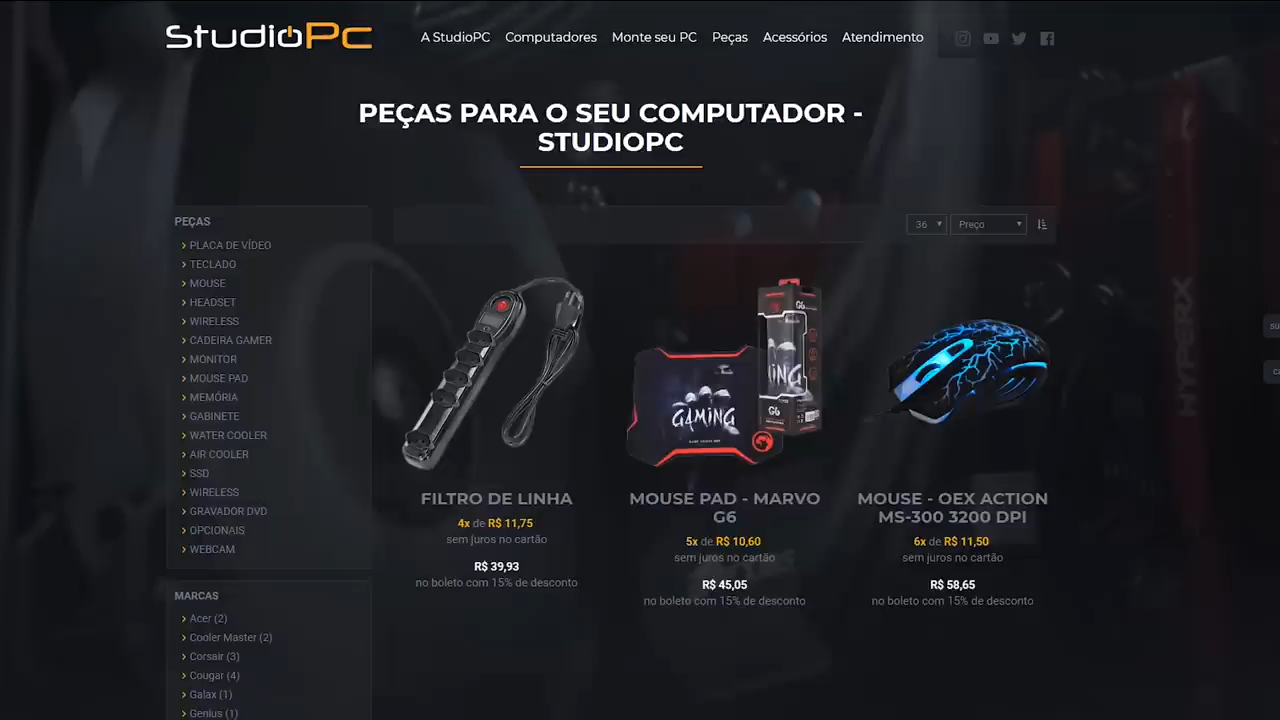 StudioPc
A StudioPC Computadores Monte seu PC Peças Acessórios Atendimento
PEÇAS PARA O SEU COMPUTADOR -
STUDIOPC
PEÇAS
PLACA DE VÍDEO
TECLADO
MOUSE
HEADSET
WIRELESS
CADEIRA GAMER
MONITOR
MOUSE PAD
MEMÓRIA
GABINETE
WATER COOLER
AIR COOLER
SSD
WIRELESS
GRAVADOR DVD
OPCIONAIS
WEBCAM
MARCAS
Acer (2)
Cooler Master (2)
Corsair (3)
Cougar (4)
Galax (1)
Genius (1)
36 Preço
FILTRO DE LINHA
4x de R$ 11,75
sem juros no cartão
R$ 39,93
no boleto com 15% de desconto
G6
GAMING
G6
MOUSE PAD - MARVO
G6
5x de R$ 10,60
sem juros no cartão
R$ 45,05
no boleto com 15% de desconto
MOUSE - OEX ACTION
MS-300 3200 DPI
6x de R$ 11,50
sem juros no cartão
R$ 58,65
no boleto com 15% de desconto
HYPERX